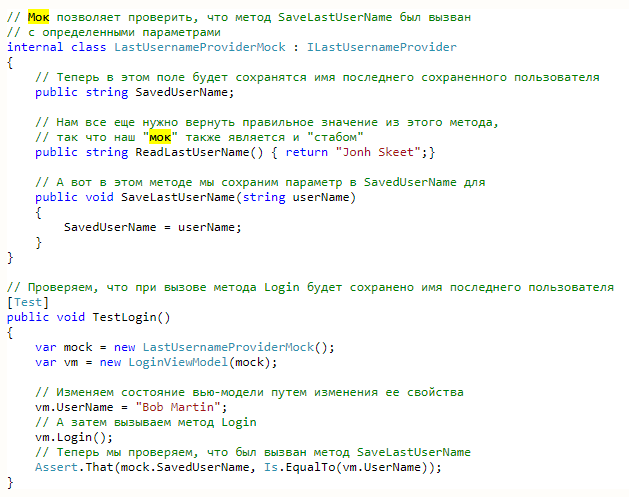 // Мок позволяет проверить, что метод SaveLastUserName был вызван
// с определенными параметрами
internal class LastUsernameProviderMock : ILastUsernameProvider
{
    // Теперь в этом поле будет сохранятся имя последнего сохраненного пользователя
    public string SavedUserName;

    // Нам все еще нужно вернуть правильное значение из этого метода,
    // так что наш "мок" также является и "стабом"
    public string ReadLastUserName() { return "Jonh Skeet";}

    // А вот в этом методе мы сохраним параметр в SavedUserName для
    public void SaveLastUserName(string userName)
    {
        SavedUserName = userName;
    }
}

// Проверяем, что при вызове метода Login будет сохранено имя последнего пользователя
[Test]
public void TestLogin()
{
    var mock = new LastUsernameProviderMock();
    var vm = new LoginViewModel(mock);

    // Изменяем состояние вью-модели путем изменения ее свойства
    vm.UserName = "Bob Martin";
    // А затем вызываем метод Login
    vm.Login();
    // Теперь мы проверяем, что был вызван метод SaveLastUserName
    Assert.That(mock.SavedUserName, Is.EqualTo(vm.UserName));
}